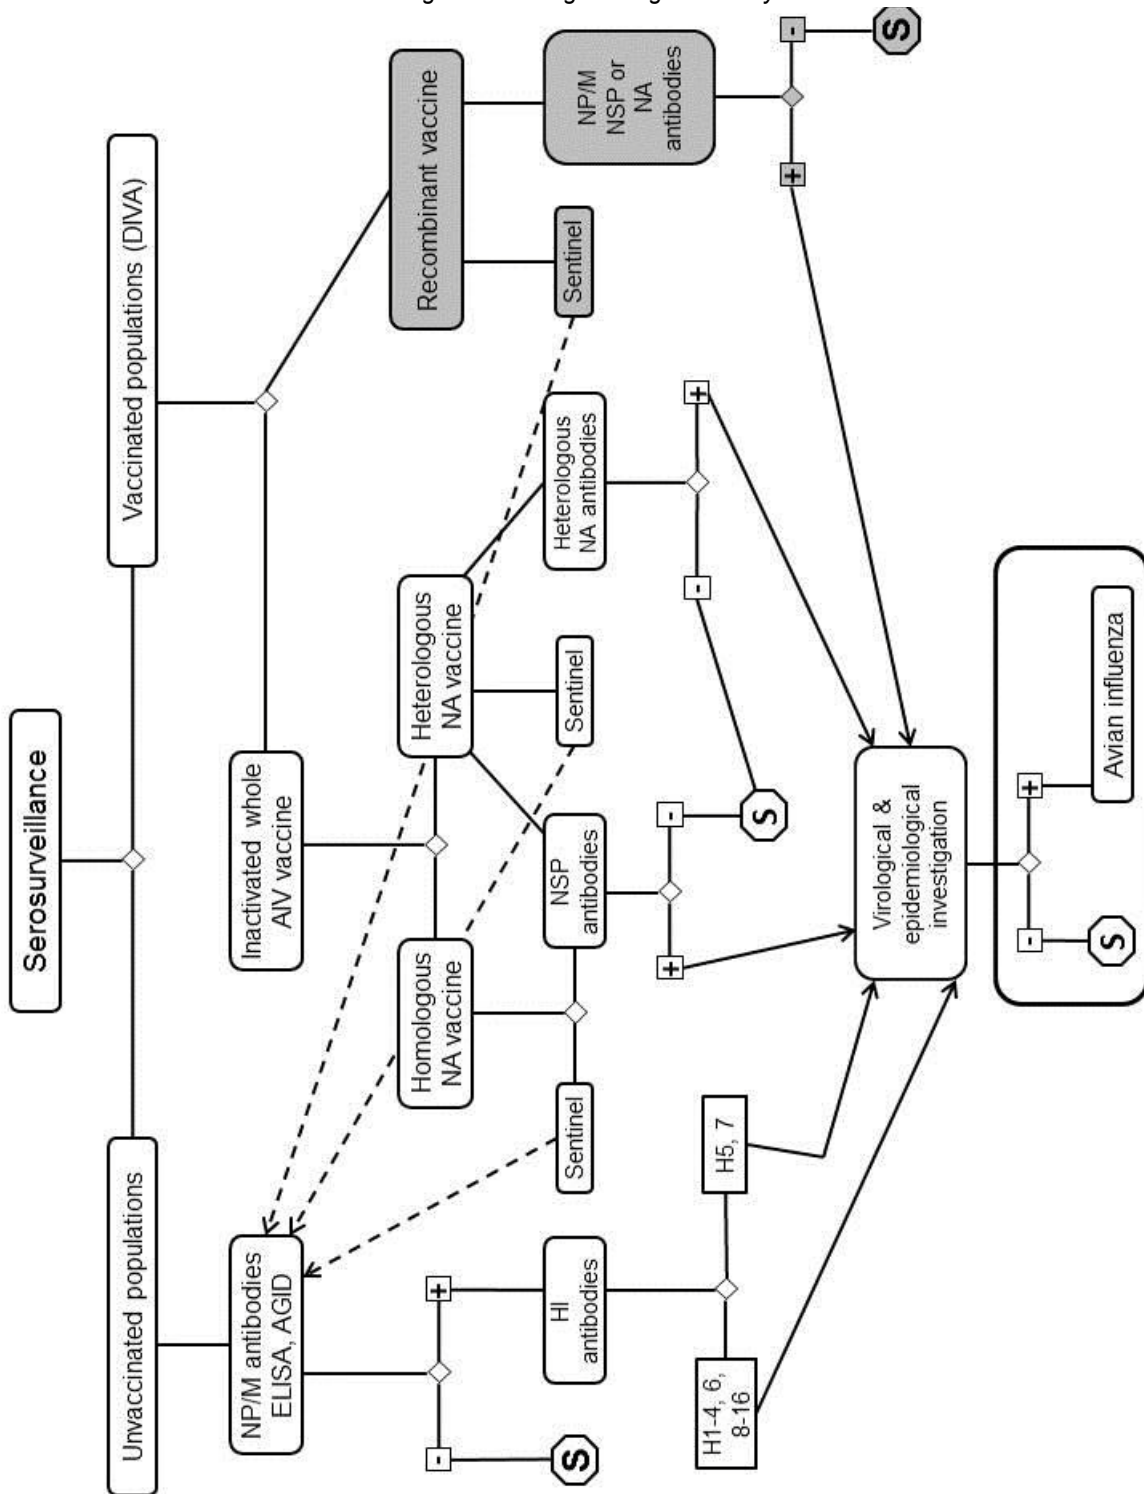 Serosurveillance
Unvaccinated populations
Vaccinated populations (DIVA)
NP/M antibodies
ELISA, AGID
Inactivated whole
AIV vaccine
Recombinant vaccine
Homologous
NA vaccine
Heterologous
NA vaccine
-
+
S
HI
antibodies
Sentinel
NSP
antibodies
Sentinel
Heterologous
NA antibodies
Sentinel
NP/M
NSP or
NA
antibodies
H1-4, 6,
8-16
H5, 7
+
-
S
-
+
+
-
S
Virological &
epidemiological
investigation
-
+
S
Avian influenza